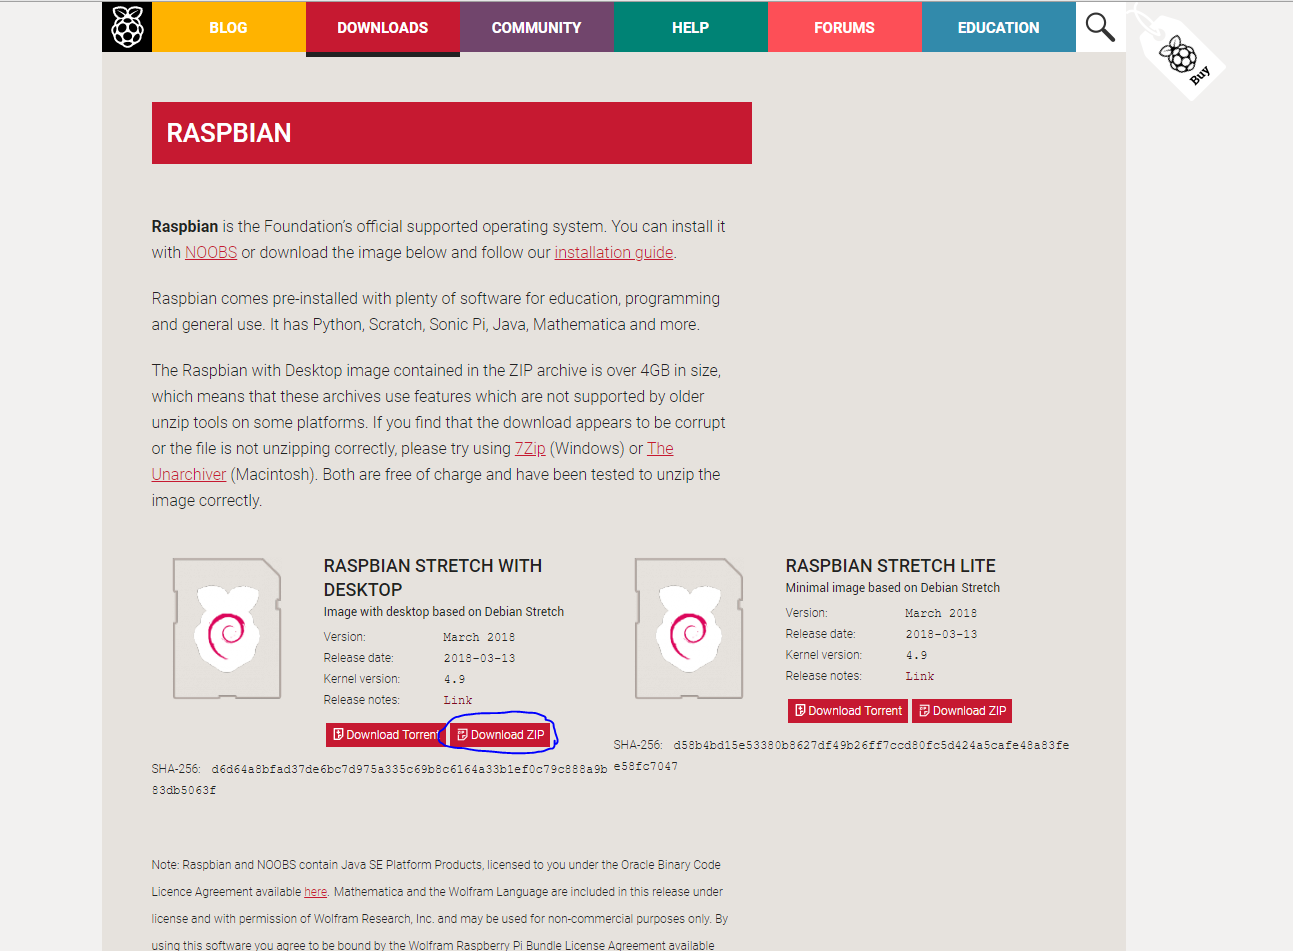 BLOG DOWNLOADS COMMUNITY HELP FORUMS EDUCATION
Buy
RASPBIAN
Raspbian is the Foundation's official supported operating system. You can install it
with NOOBS or download the image below and follow our installation guide.
Raspbian comes pre-installed with plenty of software for education, programming
and general use. It has Python, Scratch, Sonic Pi, Java, Mathematica and more.
The Raspbian with Desktop image contained in the ZIP archive is over 4GB in size,
which means that these archives use features which are not supported by older
unzip tools on some platforms. If you find that the download appears to be corrupt
or the file is not unzipping correctly, please try using 7Zip (Windows) or The
Unarchiver (Macintosh). Both are free of charge and have been tested to unzip the
image correctly.
RASPBIAN STRETCH WITH
DESKTOP
Image with desktop based on Debian Stretch
Version: March 2018
Release date: 2018-03-13
Kernel version: 4.9
Release notes: Link
Download Torrent Download ZIP
SHA-256: d6d64a8bfad37de6bc7d975a335c69b8c6164a33b1ef0c79c888a9b
83db5063f
RASPBIAN STRETCH LITE
Minimal image based on Debian Stretch
Version: March 2018
Release date: 2018-03-13
Kernel version: 4.9
Release notes: Link
Download Torrent Download ZIP
SHA-256: d58b4bd15e53380b8627df49b26ff7ccd80fc5d424a5cafe48a83fe
e58fc7047
Note: Raspbian and NOOBS contain Java SE Platform Products, licensed to you under the Oracle Binary Code
Licence Agreement available here. Mathematica and the Wolfram Language are included in this release under
license and with permission of Wolfram Research, Inc. and may be used for non-commercial purposes only. By
using this software you agree to be bound by the Wolfram Raspberry Pi Bundle License Agreement available